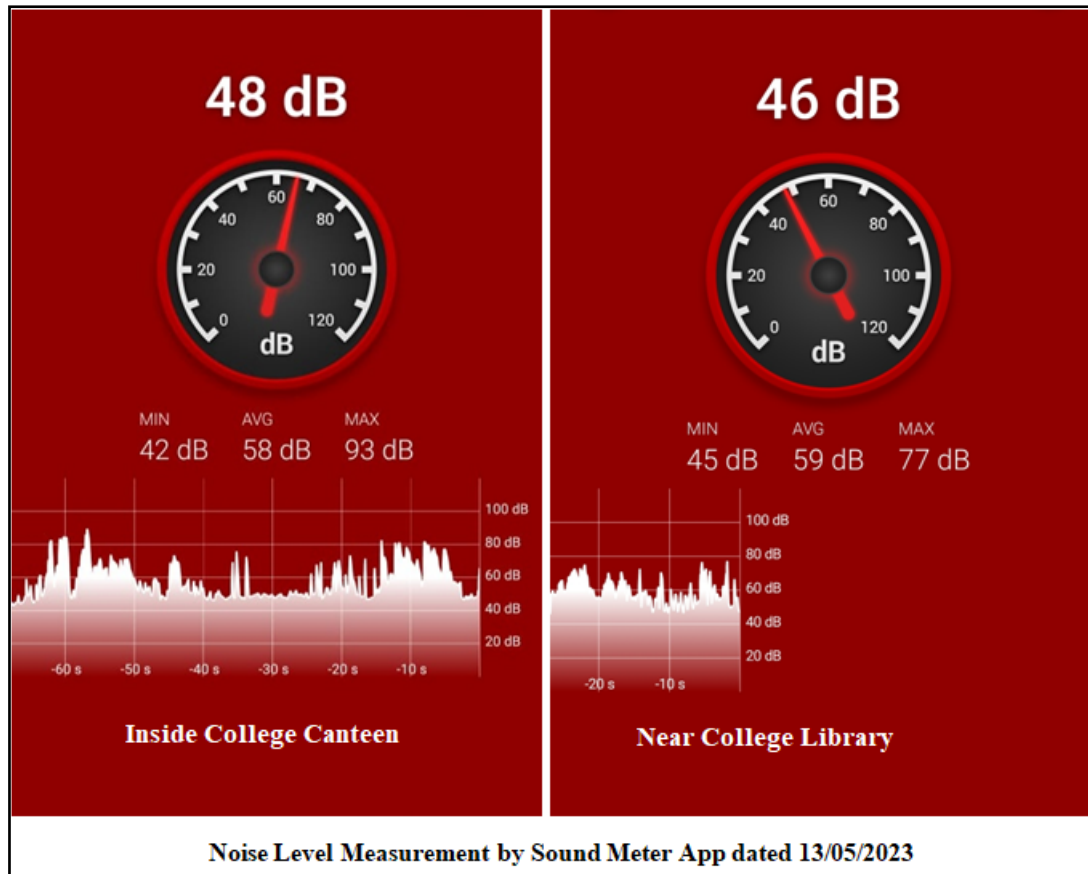 48 dB
60
40
80
20
100
0
120
dB
MIN AVG MAX
42 dB 58 dB 93 dB
100 dB
80 dB
60 dB
40 dB
20 dB
-60 s -50 s -40 s -30 s -20 s -10 s
Inside College Canteen
46 dB
60
40
80
20
100
0
120
dB
MIN AVG MAX
45 dB 59 dB 77 dB
100 dB
80 dB
60 dB
40 dB
20 dB
-20 s -10 s
Near College Library
Noise Level Measurement by Sound Meter App dated 13/05/2023